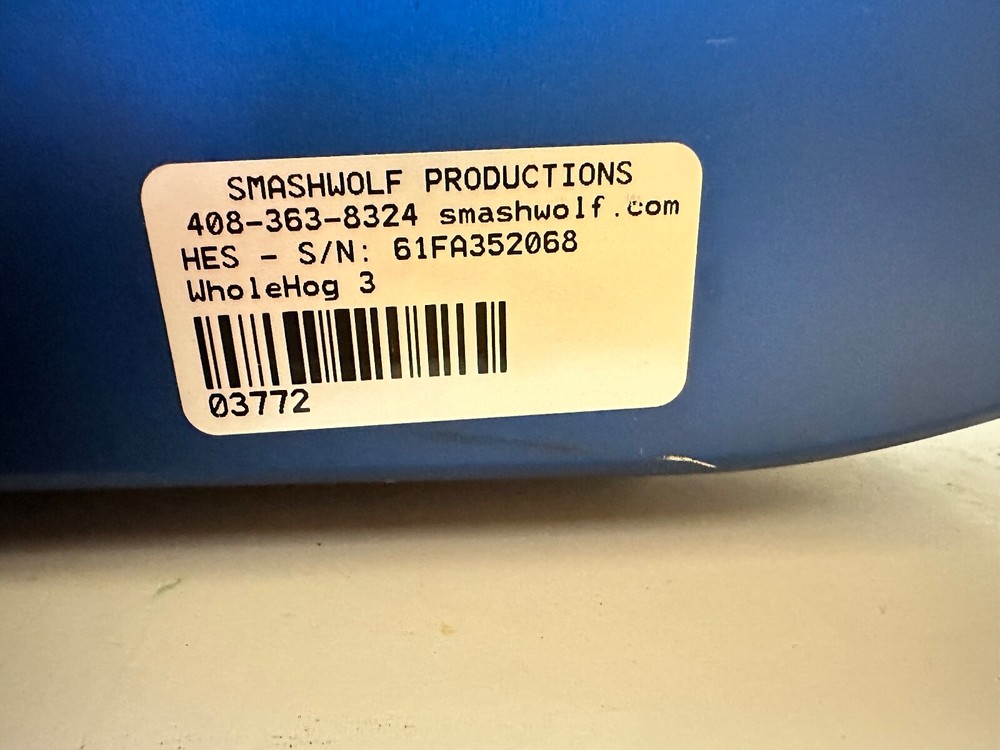 SMASHWOLF PRODUCTIONS
408-363-8324 smashwolf.com
HES - S/N: 61FA352068
WholeHog 3
03772